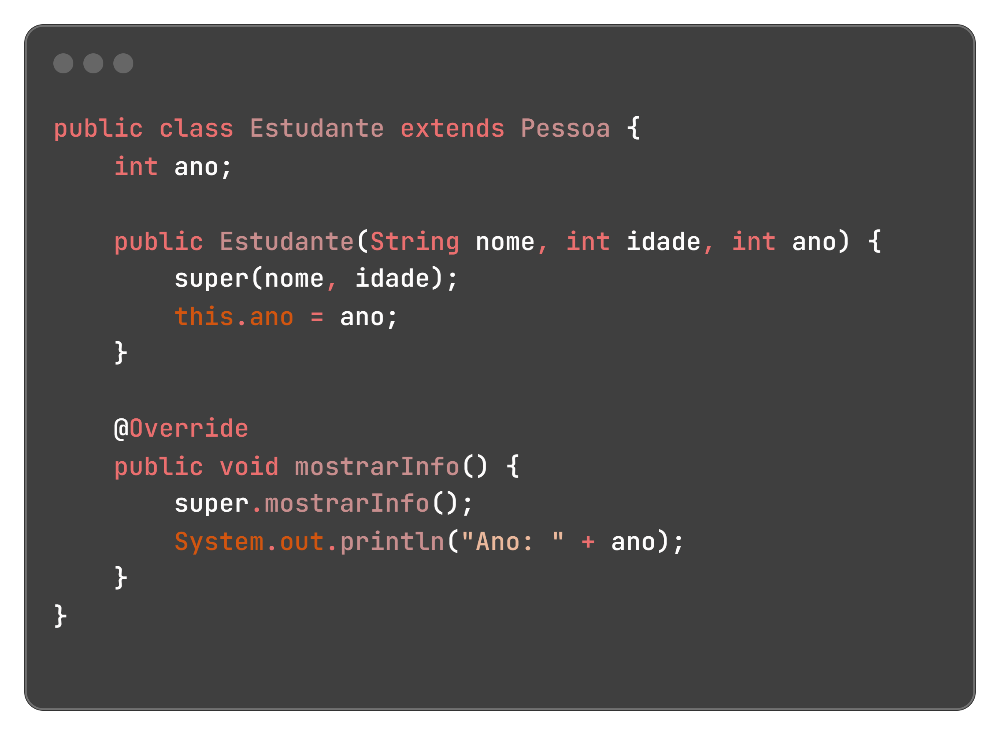 public class Estudante extends Pessoa {
    int ano;

    public Estudante(String nome, int idade, int ano) {
        super(nome, idade);
        this.ano = ano;
    }

    @Override
    public void mostrarInfo() {
        super.mostrarInfo();
        System.out.println("Ano: " + ano);
    }
}